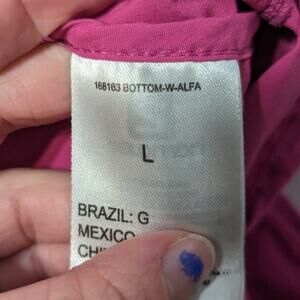 168163 BOTTOM-W-ALFA
L
BRAZIL: G
MEXICO